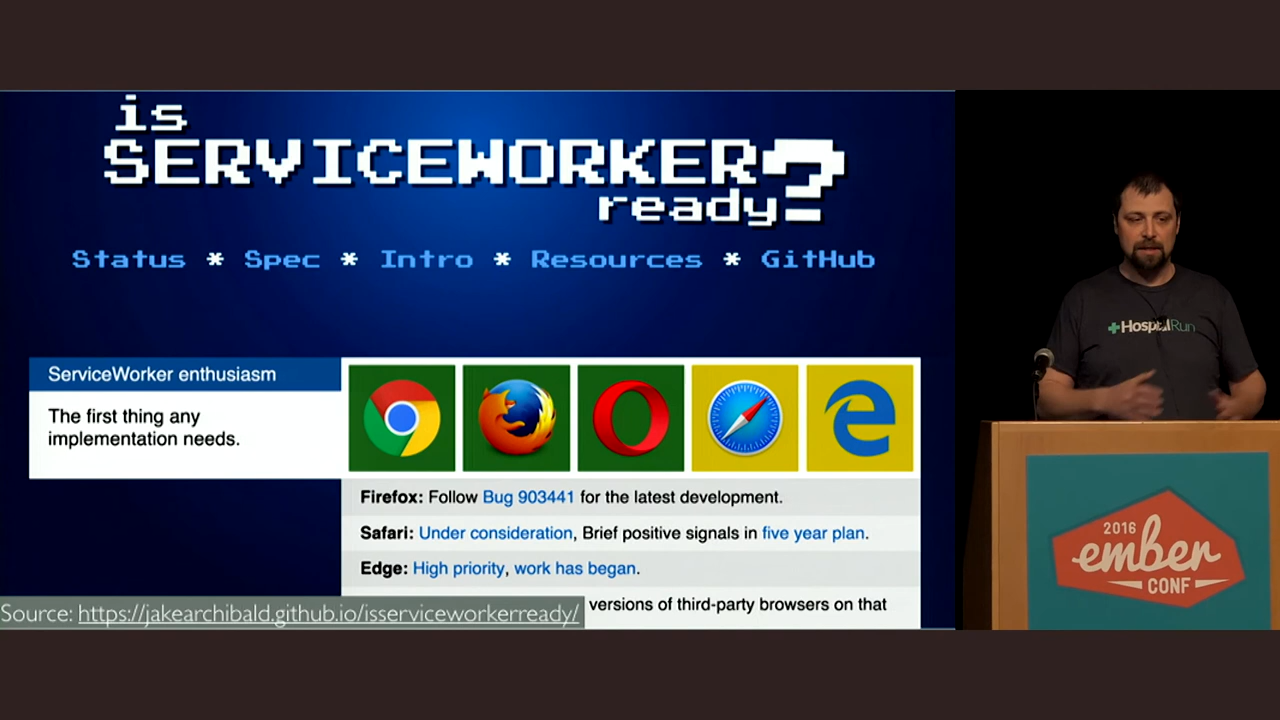 is
SERVICEWORKER?
ready
Status * Spec * Intro * Resources * GitHub
ServiceWorker enthusiasm
The first thing any
implementation needs.
Firefox: Follow Bug 903441 for the latest development.
Safari: Under consideration, Brief positive signals in five year plan.
Edge: High priority, work has began.
versions of third-party browsers on that
Source: https://jakearchibald.github.io/isserviceworkerready/
HospitalRun
2016
ember
CONF